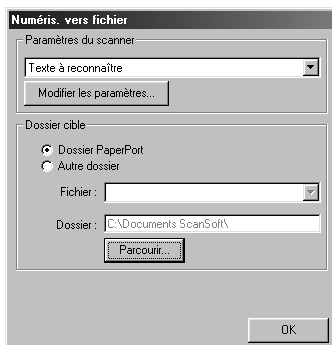 Numéris. vers fichier
Paramètres du scanner
Texte à reconnaître
Modifier les paramètres...
Dossier cible
Dossier PaperPort
Autre dossier
Fichier :
Dossier : C:\Documents ScanSoft\
Parcourir...
OK